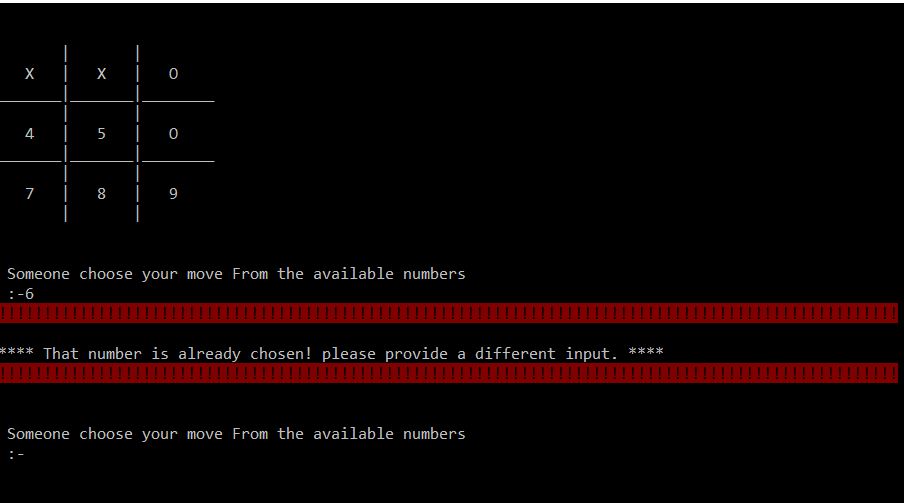 X | X | O
4 | 5 | O
7 | 8 | 9
Someone choose your move From the available numbers
:-6
**** That number is already chosen! please provide a different input. ****
Someone choose your move From the available numbers
:-